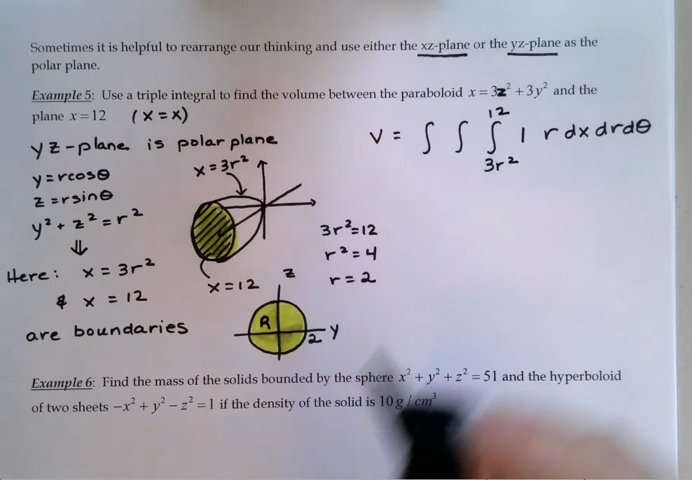 Sometimes it is helpful to rearrange our thinking and use either the xz-plane or the yz-plane as the
polar plane.
Example 5: Use a triple integral to find the volume between the paraboloid x = 3z² + 3y² and the
plane x = 12 (x = x)
yz-plane is polar plane
y = rcosθ
z = rsinθ
y² + z² = r²
⇓
Here: x = 3r²
& x = 12
are boundaries
x = 3r²
x = 12
3r² = 12
r² = 4
r = 2
z
R
2
y
V = ∫ ∫ ∫ 1 r dx dr dθ
12
3r²
Example 6: Find the mass of the solids bounded by the sphere x² + y² + z² = 51 and the hyperboloid
of two sheets −x² + y² − z² = 1 if the density of the solid is 10 g / cm³